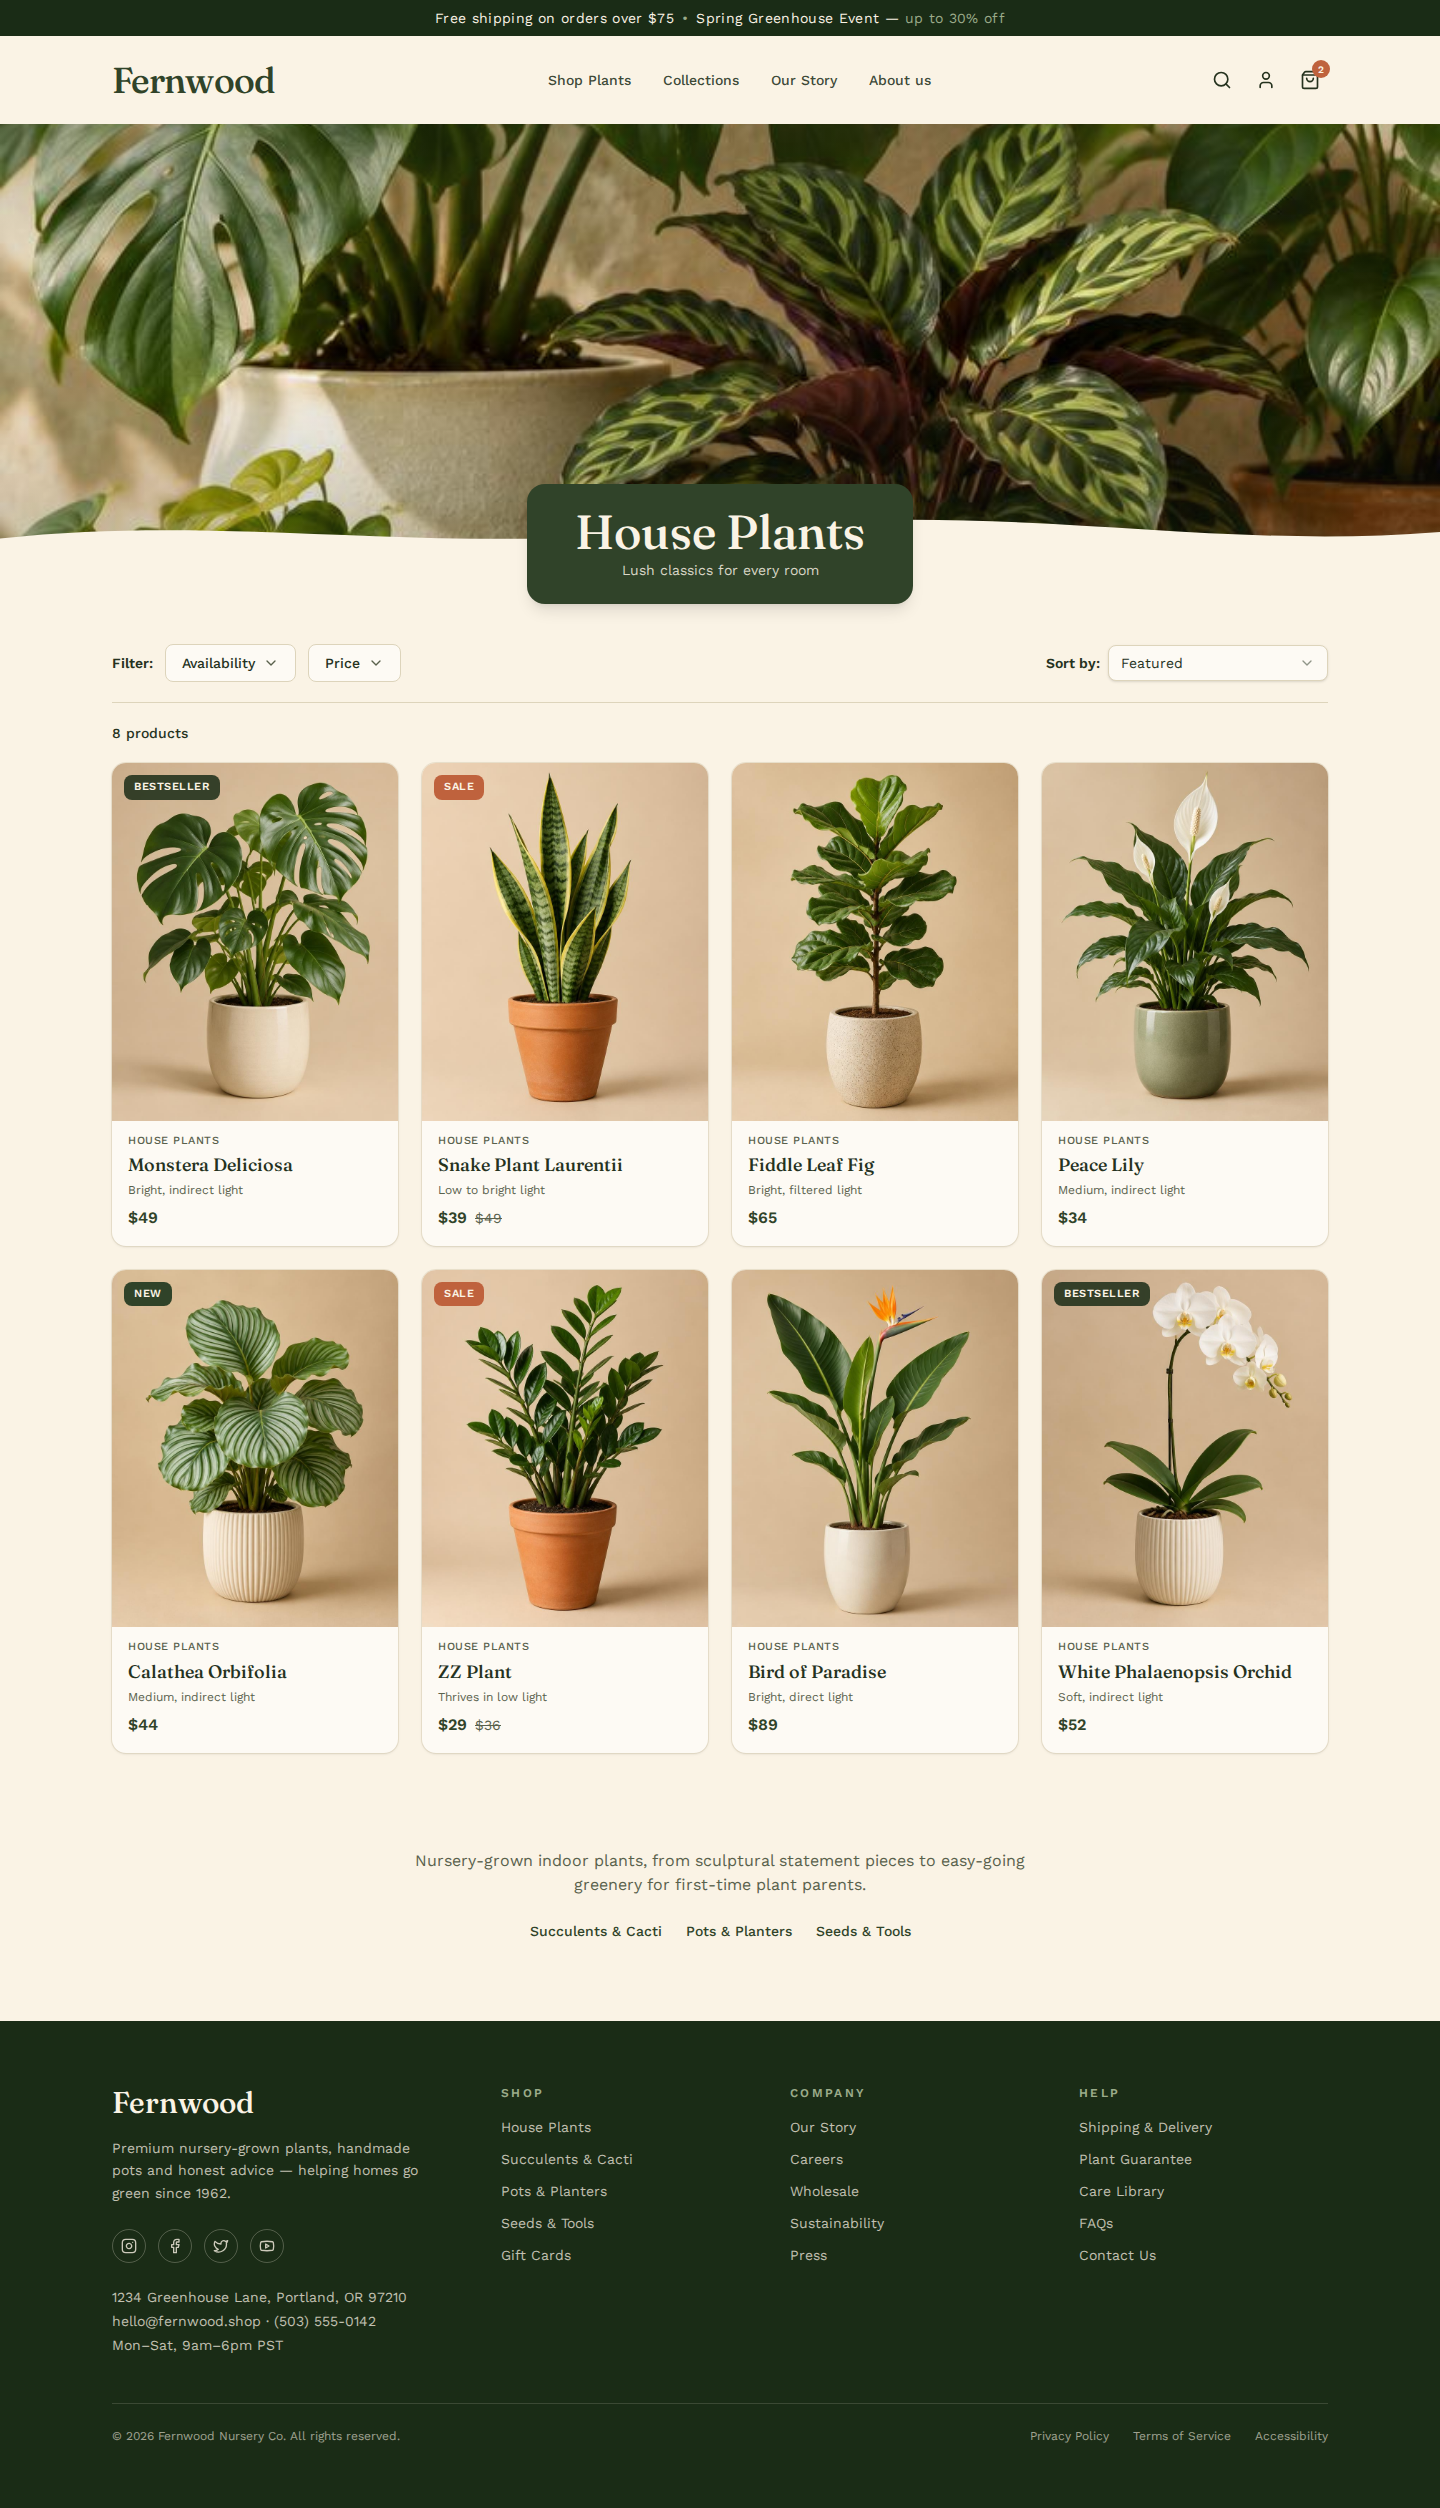 Free shipping on orders over $75 • Spring Greenhouse Event — up to 30% off
Fernwood
Shop Plants
Collections
Our Story
About us
2
House Plants
Lush classics for every room
Filter:
Availability
Price
Sort by:
Featured
8 products
BESTSELLER
HOUSE PLANTS
Monstera Deliciosa
Bright, indirect light
$49
SALE
HOUSE PLANTS
Snake Plant Laurentii
Low to bright light
$39 $49
HOUSE PLANTS
Fiddle Leaf Fig
Bright, filtered light
$65
HOUSE PLANTS
Peace Lily
Medium, indirect light
$34
NEW
HOUSE PLANTS
Calathea Orbifolia
Medium, indirect light
$44
SALE
HOUSE PLANTS
ZZ Plant
Thrives in low light
$29 $36
HOUSE PLANTS
Bird of Paradise
Bright, direct light
$89
BESTSELLER
HOUSE PLANTS
White Phalaenopsis Orchid
Soft, indirect light
$52
Nursery-grown indoor plants, from sculptural statement pieces to easy-going
greenery for first-time plant parents.
Succulents & Cacti
Pots & Planters
Seeds & Tools
Fernwood
Premium nursery-grown plants, handmade
pots and honest advice — helping homes go
green since 1962.
1234 Greenhouse Lane, Portland, OR 97210
hello@fernwood.shop · (503) 555-0142
Mon–Sat, 9am–6pm PST
SHOP
House Plants
Succulents & Cacti
Pots & Planters
Seeds & Tools
Gift Cards
COMPANY
Our Story
Careers
Wholesale
Sustainability
Press
HELP
Shipping & Delivery
Plant Guarantee
Care Library
FAQs
Contact Us
© 2026 Fernwood Nursery Co. All rights reserved.
Privacy Policy
Terms of Service
Accessibility